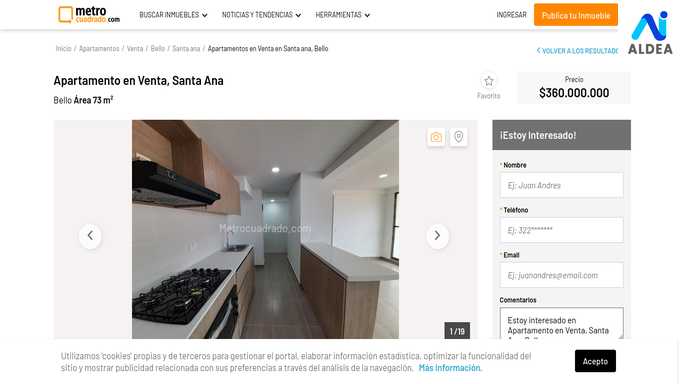 metro
cuadrado.com
BUSCAR INMUEBLES
NOTICIAS Y TENDENCIAS
HERRAMIENTAS
INGRESAR
Publica tu Inmueble
ALDEA
Inicio / Apartamentos / Venta / Bello / Santa ana / Apartamentos en Venta en Santa ana, Bello
VOLVER A LOS RESULTADO
Apartamento en Venta, Santa Ana
Bello Área 73 m²
Favorito
Precio
$360.000.000
Metrocuadrado.com
1 / 19
¡Estoy Interesado!
* Nombre
Ej: Juan Andres
* Teléfono
Ej: 322*******
* Email
Ej: juanandres@email.com
Comentarios
Estoy interesado en
Apartamento en Venta, Santa
Utilizamos 'cookies' propias y de terceros para gestionar el portal, elaborar información estadística, optimizar la funcionalidad del
sitio y mostrar publicidad relacionada con sus preferencias a través del análisis de la navegación. Más información.
Acepto